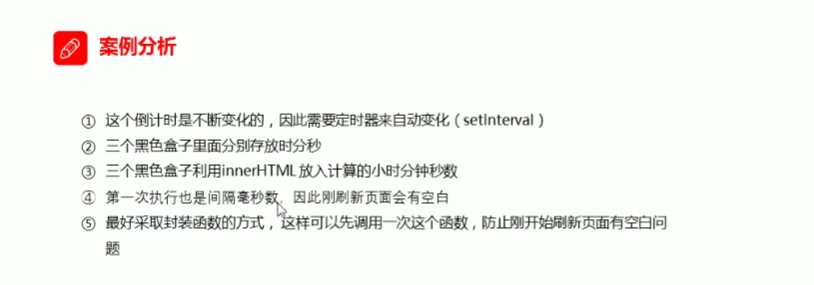 案例分析
① 这个倒计时是不断变化的，因此需要定时器来自动变化（setInterval）
② 三个黑色盒子里面分别存放时分秒
③ 三个黑色盒子利用innerHTML 放入计算的小时分钟秒数
④ 第一次执行也是间隔毫秒数，因此刚刷新页面会有空白
⑤ 最好采取封装函数的方式，这样可以先调用一次这个函数，防止刚开始刷新页面有空白问
题